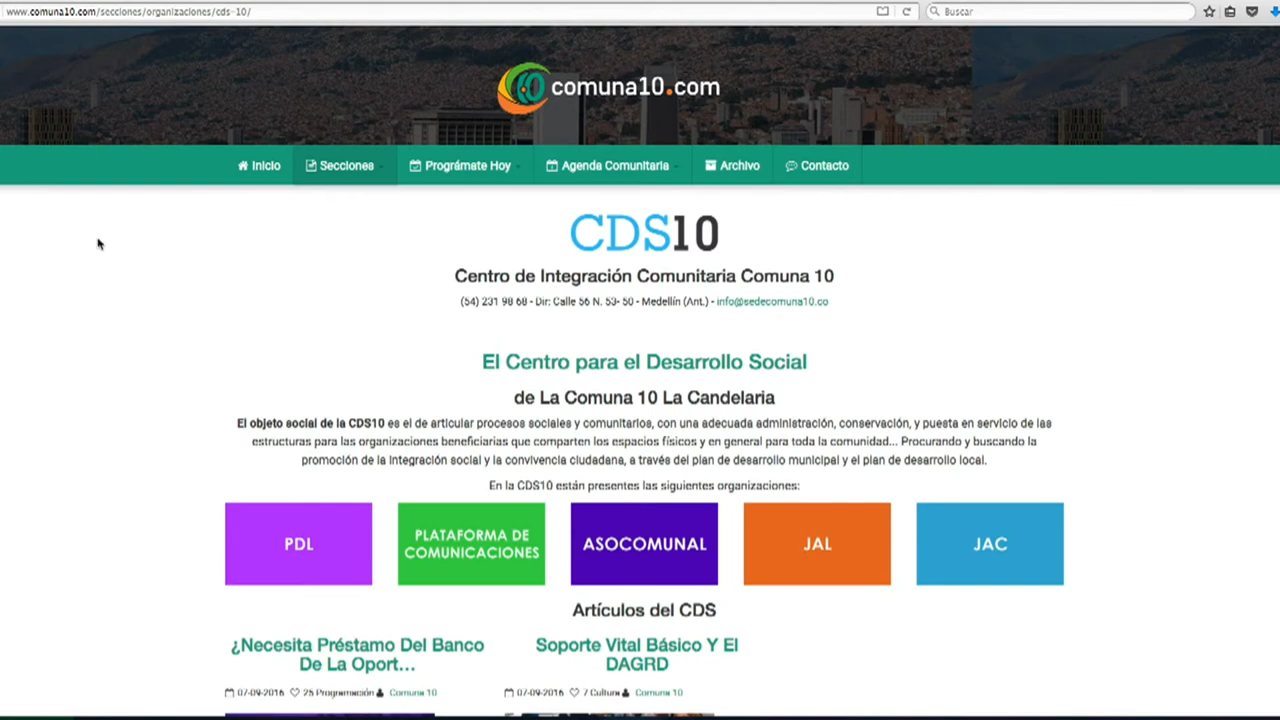 www.comuna10.com/secciones/organizaciones/cds-10/
Buscar
comuna10.com
Inicio
Secciones
Prográmate Hoy
Agenda Comunitaria
Archivo
Contacto
CDS10
Centro de Integración Comunitaria Comuna 10
(54) 231 98 68 - Dir: Calle 56 N. 53- 50 - Medellín (Ant.) - info@sedecomuna10.co
El Centro para el Desarrollo Social
de La Comuna 10 La Candelaria
El objeto social de la CDS10 es el de articular procesos sociales y comunitarios, con una adecuada administración, conservación, y puesta en servicio de las
estructuras para las organizaciones beneficiarias que comparten los espacios físicos y en general para toda la comunidad... Procurando y buscando la
promoción de la integración social y la convivencia ciudadana, a través del plan de desarrollo municipal y el plan de desarrollo local.
En la CDS10 están presentes las siguientes organizaciones:
PDL
PLATAFORMA DE
COMUNICACIONES
ASOCOMUNAL
JAL
JAC
Artículos del CDS
¿Necesita Préstamo Del Banco
De La Oport...
07-09-2016 25 Programación Comuna 10
Soporte Vital Básico Y El
DAGRD
07-09-2016 7 Cultura Comuna 10